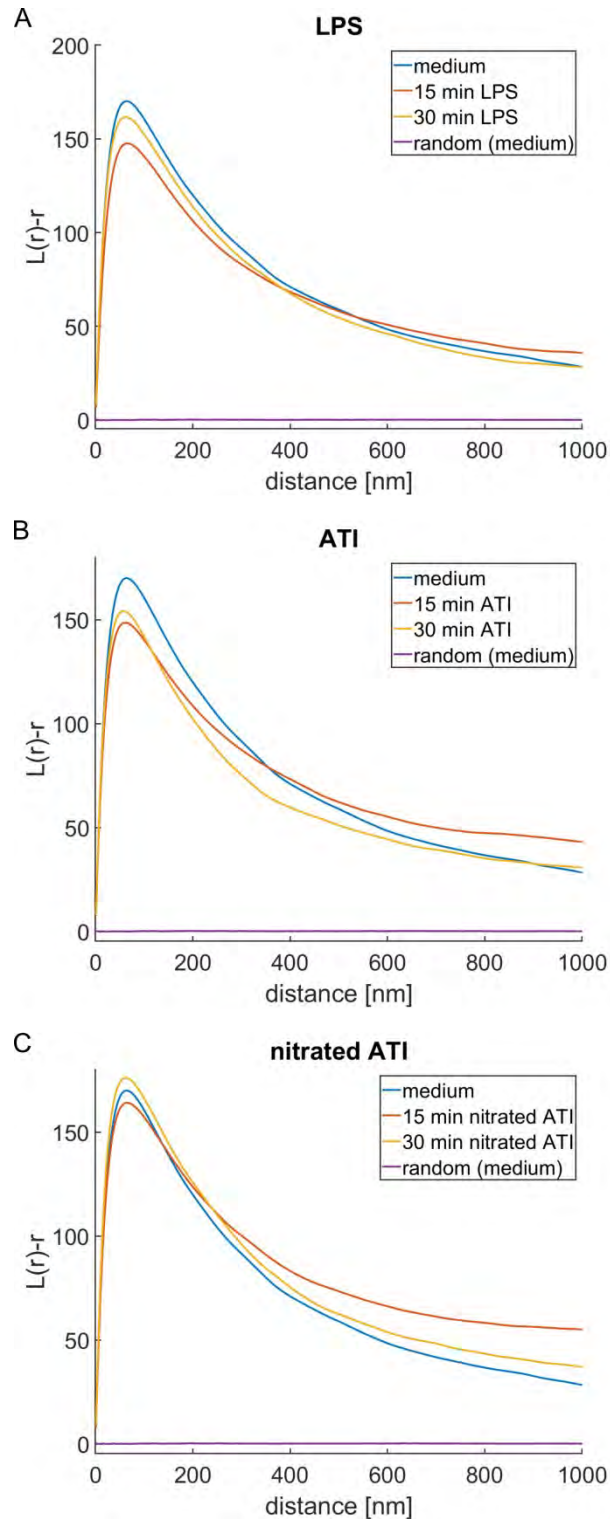 A
LPS
200
150
100
50
0
L(r)-r
medium
15 min LPS
30 min LPS
random (medium)
0 200 400 600 800 1000
distance [nm]
B
ATI
150
100
50
0
L(r)-r
medium
15 min ATI
30 min ATI
random (medium)
0 200 400 600 800 1000
distance [nm]
C
nitrated ATI
150
100
50
0
L(r)-r
medium
15 min nitrated ATI
30 min nitrated ATI
random (medium)
0 200 400 600 800 1000
distance [nm]